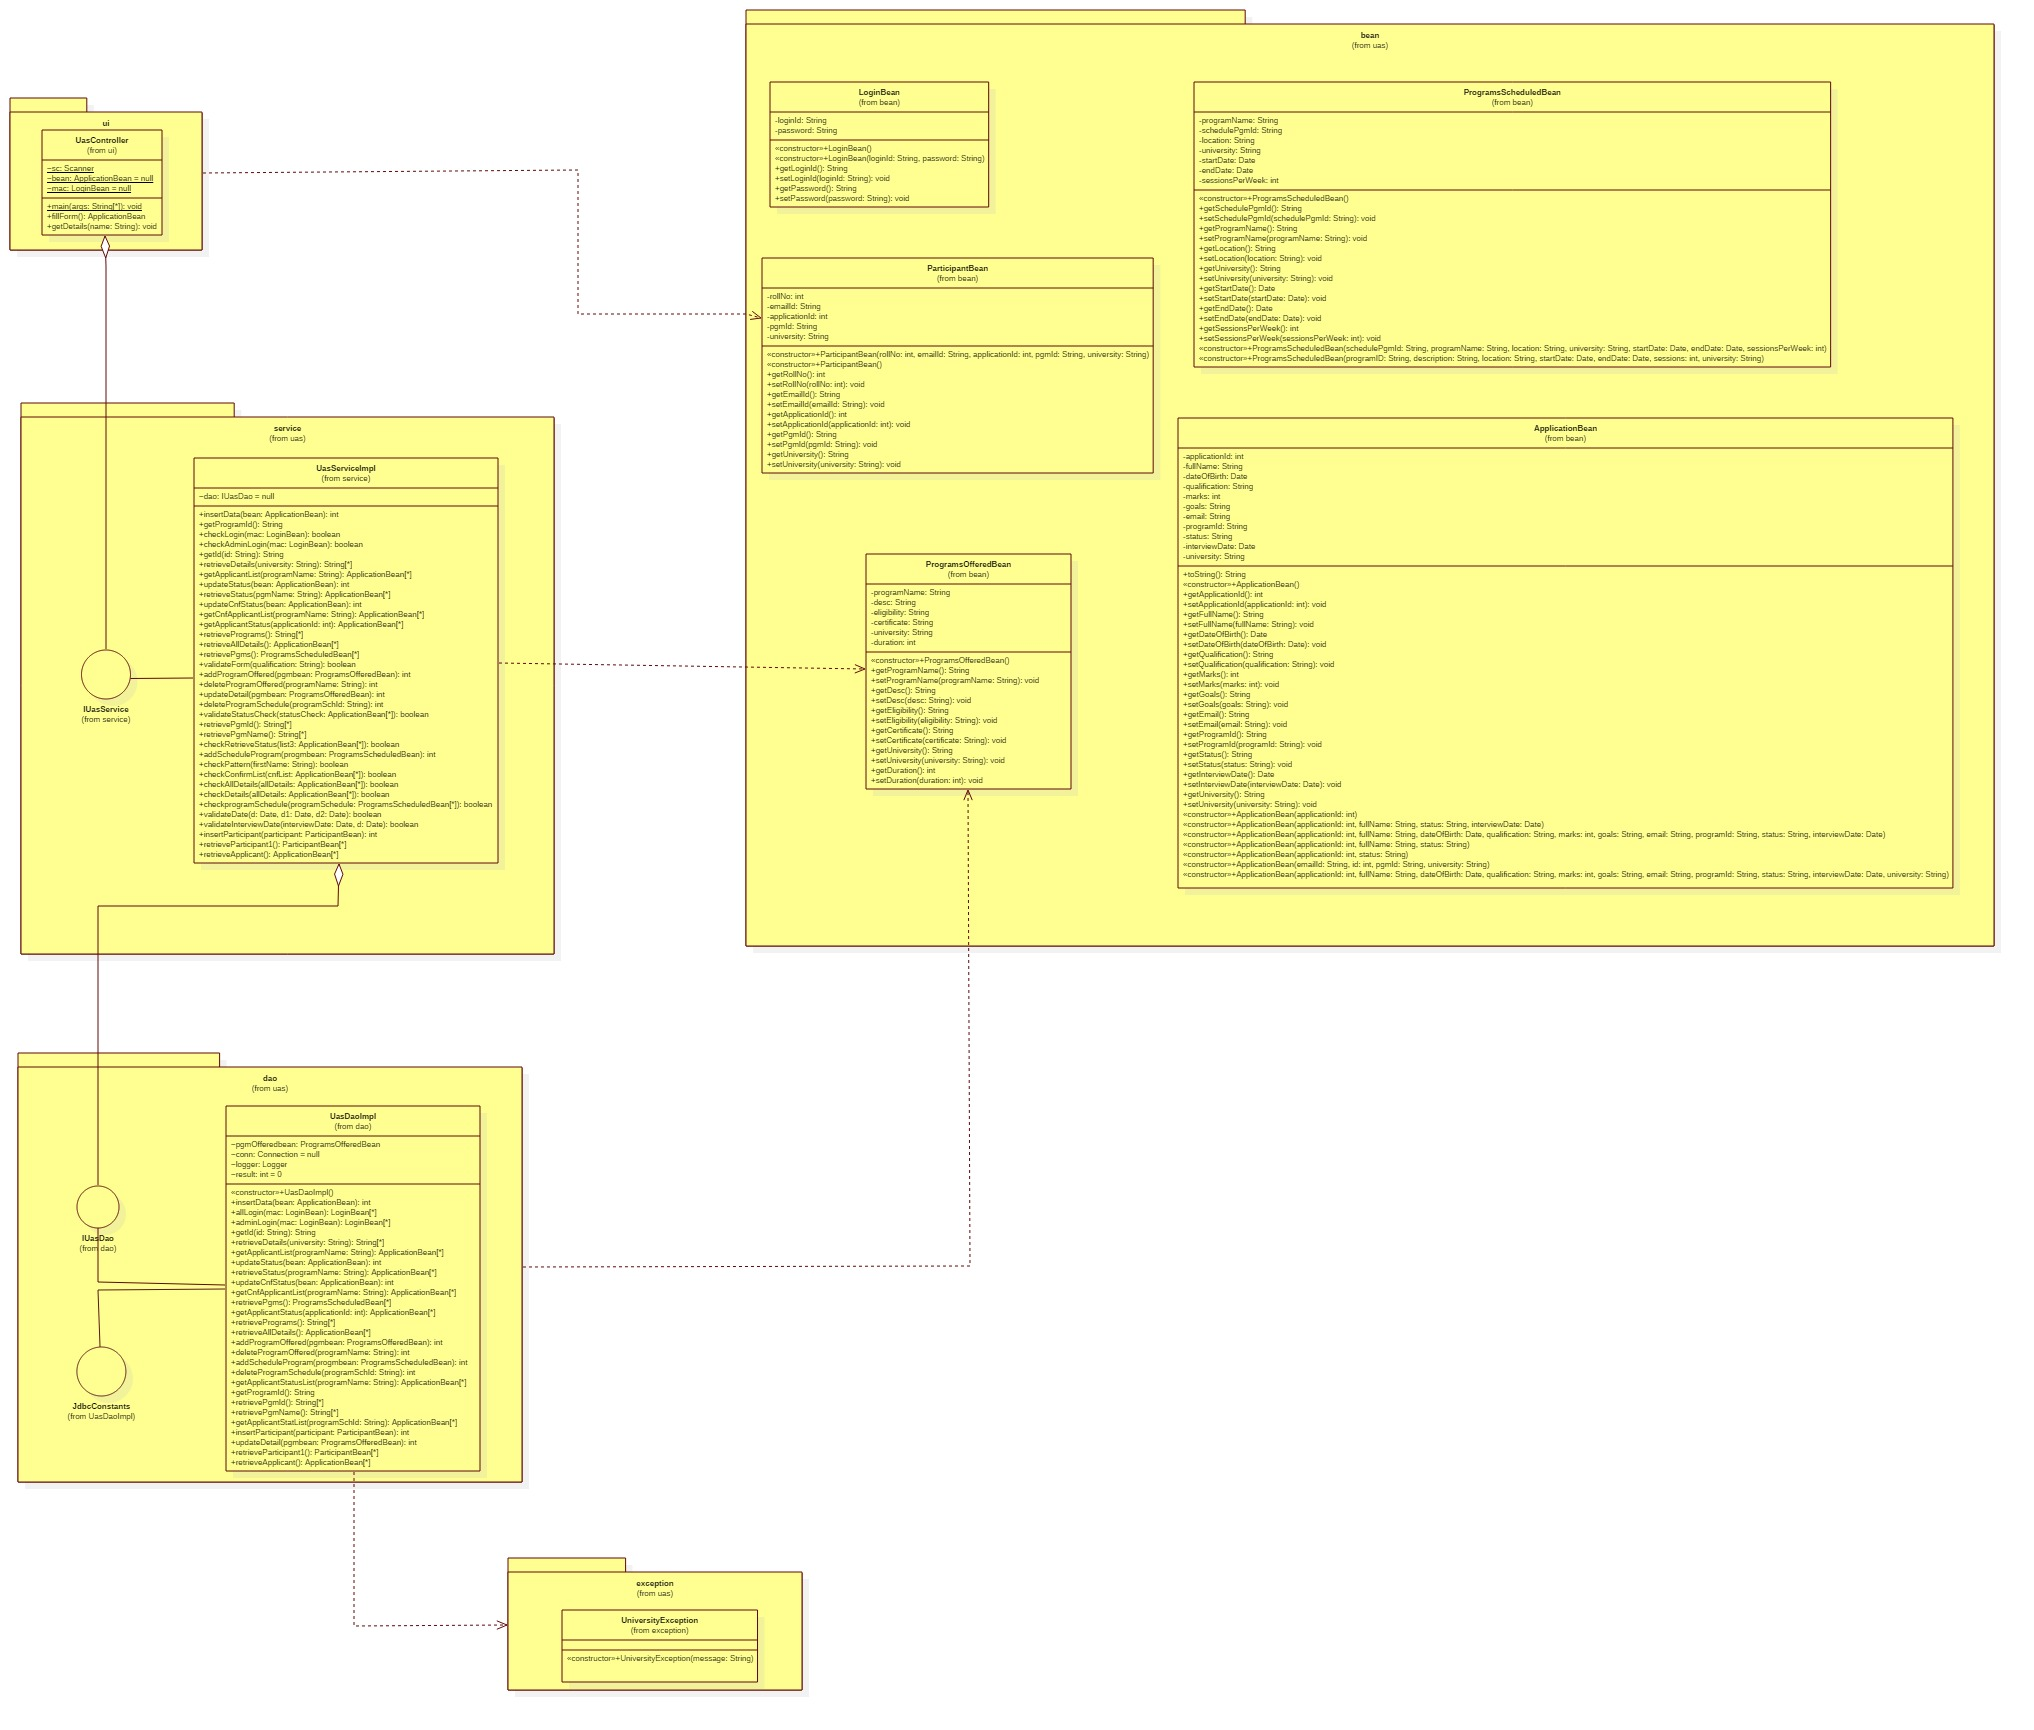 ui
UasController
(from ui)
~sc: Scanner
~bean: ApplicationBean = null
~mac: LoginBean = null
+main(args: String[*]): void
+fillForm(): ApplicationBean
+getDetails(name: String): void
bean
(from uas)
LoginBean
(from bean)
-loginId: String
-password: String
«constructor»+LoginBean()
«constructor»+LoginBean(loginId: String, password: String)
+getLoginId(): String
+setLoginId(loginId: String): void
+getPassword(): String
+setPassword(password: String): void
ProgramsScheduledBean
(from bean)
-programName: String
-schedulePgmId: String
-location: String
-university: String
-startDate: Date
-endDate: Date
-sessionsPerWeek: int
«constructor»+ProgramsScheduledBean()
+getSchedulePgmId(): String
+setSchedulePgmId(schedulePgmId: String): void
+getProgramName(): String
+setProgramName(programName: String): void
+getLocation(): String
+setLocation(location: String): void
+getUniversity(): String
+setUniversity(university: String): void
+getStartDate(): Date
+setStartDate(startDate: Date): void
+getEndDate(): Date
+setEndDate(endDate: Date): void
+getSessionsPerWeek(): int
+setSessionsPerWeek(sessionsPerWeek: int): void
«constructor»+ProgramsScheduledBean(schedulePgmId: String, programName: String, location: String, university: String, startDate: Date, endDate: Date, sessionsPerWeek: int)
«constructor»+ProgramsScheduledBean(programID: String, description: String, location: String, startDate: Date, endDate: Date, sessions: int, university: String)
ParticipantBean
(from bean)
-rollNo: int
-emailId: String
-applicationId: int
-pgmId: String
-university: String
«constructor»+ParticipantBean(rollNo: int, emailId: String, applicationId: int, pgmId: String, university: String)
«constructor»+ParticipantBean()
+getRollNo(): int
+setRollNo(rollNo: int): void
+getEmailId(): String
+setEmailId(emailId: String): void
+getApplicationId(): int
+setApplicationId(applicationId: int): void
+getPgmId(): String
+setPgmId(pgmId: String): void
+getUniversity(): String
+setUniversity(university: String): void
ApplicationBean
(from bean)
-applicationId: int
-fullName: String
-dateOfBirth: Date
-qualification: String
-marks: int
-goals: String
-email: String
-programId: String
-status: String
-interviewDate: Date
-university: String
+toString(): String
«constructor»+ApplicationBean()
+getApplicationId(): int
+setApplicationId(applicationId: int): void
+getFullName(): String
+setFullName(fullName: String): void
+getDateOfBirth(): Date
+setDateOfBirth(dateOfBirth: Date): void
+getQualification(): String
+setQualification(qualification: String): void
+getMarks(): int
+setMarks(marks: int): void
+getGoals(): String
+setGoals(goals: String): void
+getEmail(): String
+setEmail(email: String): void
+getProgramId(): String
+setProgramId(programId: String): void
+getStatus(): String
+setStatus(status: String): void
+getInterviewDate(): Date
+setInterviewDate(interviewDate: Date): void
+getUniversity(): String
+setUniversity(university: String): void
«constructor»+ApplicationBean(applicationId: int)
«constructor»+ApplicationBean(applicationId: int, fullName: String, status: String, interviewDate: Date)
«constructor»+ApplicationBean(applicationId: int, fullName: String, dateOfBirth: Date, qualification: String, marks: int, goals: String, email: String, programId: String, status: String, interviewDate: Date)
«constructor»+ApplicationBean(applicationId: int, fullName: String, status: String)
«constructor»+ApplicationBean(applicationId: int, status: String)
«constructor»+ApplicationBean(emailId: String, id: int, pgmId: String, university: String)
«constructor»+ApplicationBean(applicationId: int, fullName: String, dateOfBirth: Date, qualification: String, marks: int, goals: String, email: String, programId: String, status: String, interviewDate: Date, university: String)
ProgramsOfferedBean
(from bean)
-programName: String
-desc: String
-eligibility: String
-certificate: String
-university: String
-duration: int
«constructor»+ProgramsOfferedBean()
+getProgramName(): String
+setProgramName(programName: String): void
+getDesc(): String
+setDesc(desc: String): void
+getEligibility(): String
+setEligibility(eligibility: String): void
+getCertificate(): String
+setCertificate(certificate: String): void
+getUniversity(): String
+setUniversity(university: String): void
+getDuration(): int
+setDuration(duration: int): void
service
(from uas)
UasServiceImpl
(from service)
~dao: IUasDao = null
+insertData(bean: ApplicationBean): int
+getProgramId(): String
+checkLogin(mac: LoginBean): boolean
+checkAdminLogin(mac: LoginBean): boolean
+getId(id: String): String
+retrieveDetails(university: String): String[*]
+getApplicantList(programName: String): ApplicationBean[*]
+updateStatus(bean: ApplicationBean): int
+retrieveStatus(pgmName: String): ApplicationBean[*]
+updateCnfStatus(bean: ApplicationBean): int
+getCnfApplicantList(programName: String): ApplicationBean[*]
+getApplicantStatus(applicationId: int): ApplicationBean[*]
+retrievePrograms(): String[*]
+retrieveAllDetails(): ApplicationBean[*]
+retrievePgms(): ProgramsScheduledBean[*]
+validateForm(qualification: String): boolean
+addProgramOffered(pgmbean: ProgramsOfferedBean): int
+deleteProgramOffered(programName: String): int
+updateDetail(pgmbean: ProgramsOfferedBean): int
+deleteProgramSchedule(programSchId: String): int
+validateStatusCheck(statusCheck: ApplicationBean[*]): boolean
+retrievePgmId(): String[*]
+retrievePgmName(): String[*]
+checkRetrieveStatus(list3: ApplicationBean[*]): boolean
+addScheduleProgram(progmbean: ProgramsScheduledBean): int
+checkPattern(firstName: String): boolean
+checkConfirmList(cnfList: ApplicationBean[*]): boolean
+checkAllDetails(allDetails: ApplicationBean[*]): boolean
+checkDetails(allDetails: ApplicationBean[*]): boolean
+checkprogramSchedule(programSchedule: ProgramsScheduledBean[*]): boolean
+validateDate(d: Date, d1: Date, d2: Date): boolean
+validateInterviewDate(interviewDate: Date, d: Date): boolean
+insertParticipant(participant: ParticipantBean): int
+retrieveParticipant1(): ParticipantBean[*]
+retrieveApplicant(): ApplicationBean[*]
IUasService
(from service)
dao
(from uas)
UasDaoImpl
(from dao)
~pgmOfferedbean: ProgramsOfferedBean
~conn: Connection = null
~logger: Logger
~result: int = 0
«constructor»+UasDaoImpl()
+insertData(bean: ApplicationBean): int
+allLogin(mac: LoginBean): LoginBean[*]
+adminLogin(mac: LoginBean): LoginBean[*]
+getId(id: String): String
+retrieveDetails(university: String): String[*]
+getApplicantList(programName: String): ApplicationBean[*]
+updateStatus(bean: ApplicationBean): int
+retrieveStatus(programName: String): ApplicationBean[*]
+updateCnfStatus(bean: ApplicationBean): int
+getCnfApplicantList(programName: String): ApplicationBean[*]
+retrievePgms(): ProgramsScheduledBean[*]
+getApplicantStatus(applicationId: int): ApplicationBean[*]
+retrievePrograms(): String[*]
+retrieveAllDetails(): ApplicationBean[*]
+addProgramOffered(pgmbean: ProgramsOfferedBean): int
+deleteProgramOffered(programName: String): int
+addScheduleProgram(progmbean: ProgramsScheduledBean): int
+deleteProgramSchedule(programSchId: String): int
+getApplicantStatusList(programName: String): ApplicationBean[*]
+getProgramId(): String
+retrievePgmId(): String[*]
+retrievePgmName(): String[*]
+getApplicantStatList(programSchId: String): ApplicationBean[*]
+insertParticipant(participant: ParticipantBean): int
+updateDetail(pgmbean: ProgramsOfferedBean): int
+retrieveParticipant1(): ParticipantBean[*]
+retrieveApplicant(): ApplicationBean[*]
IUasDao
(from dao)
JdbcConstants
(from UasDaoImpl)
exception
(from uas)
UniversityException
(from exception)
«constructor»+UniversityException(message: String)